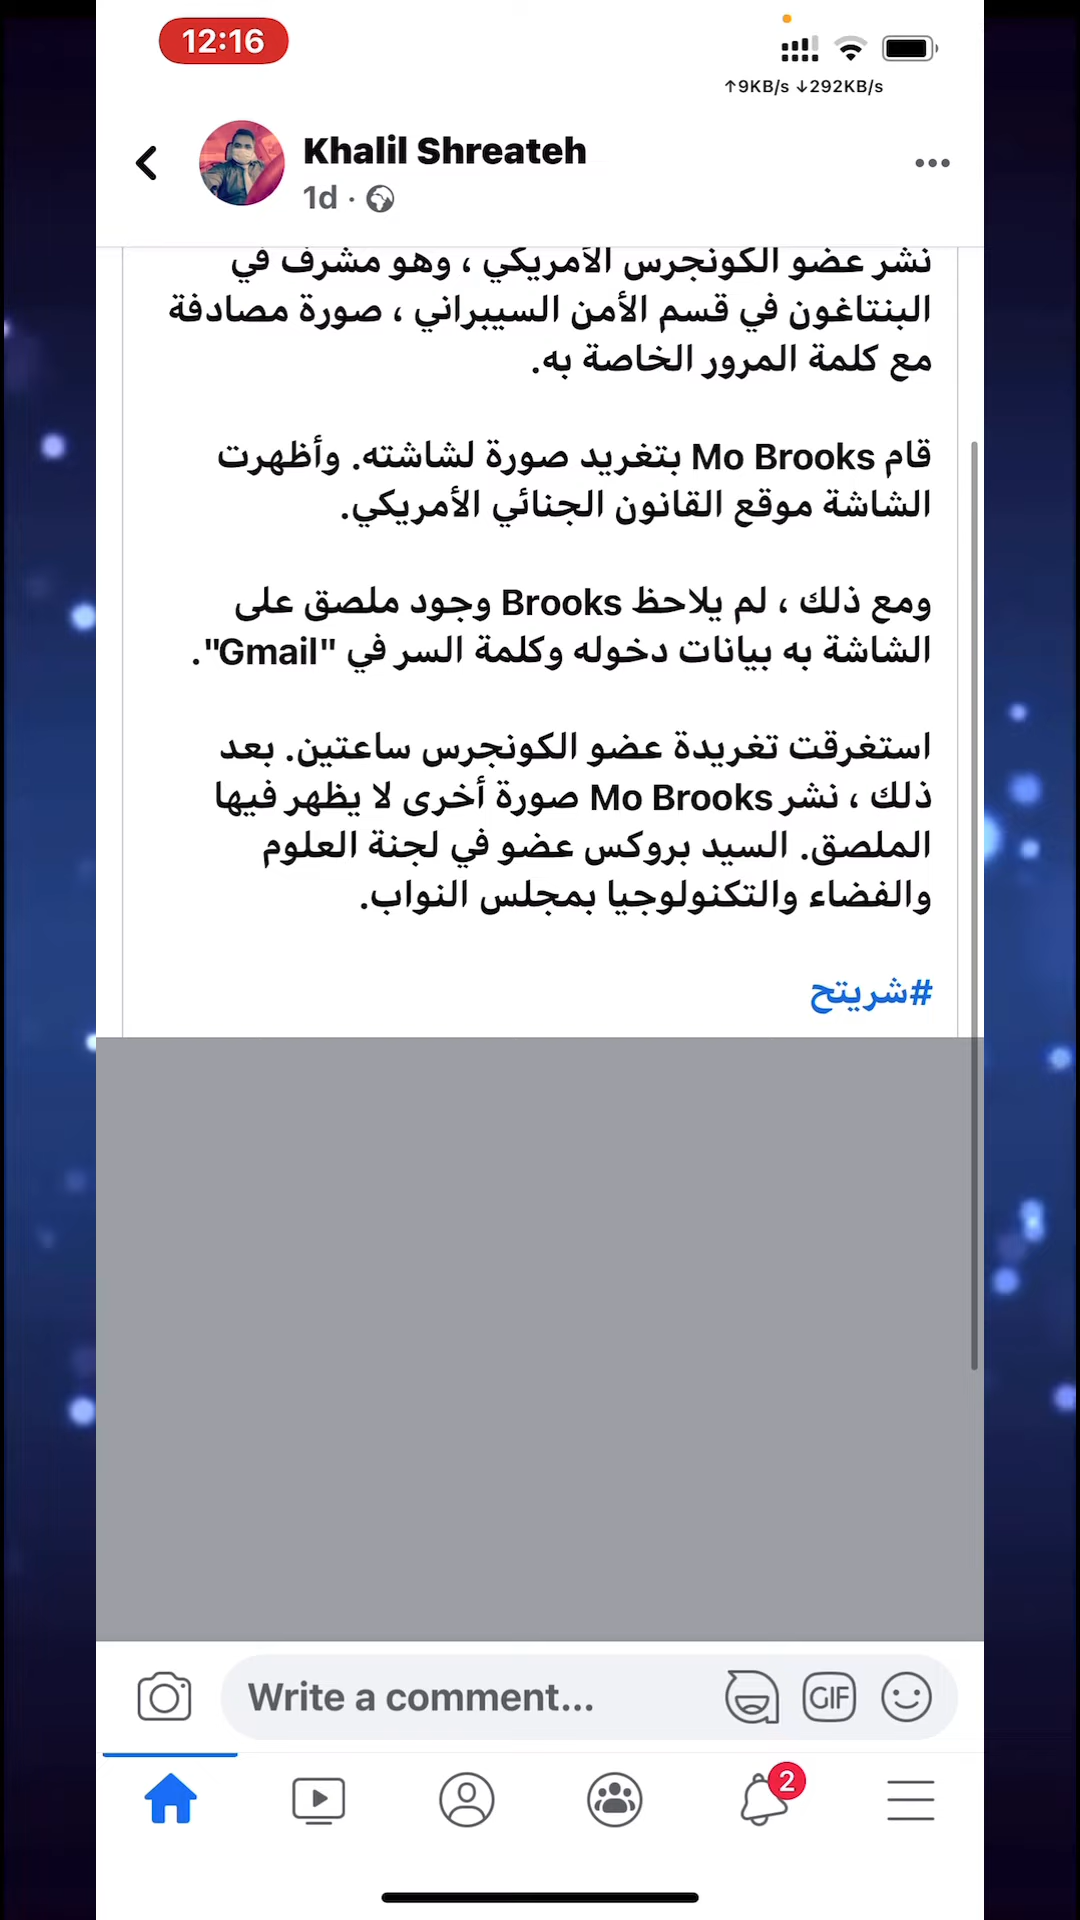 12:16
↑9KB/s ↓292KB/s
Khalil Shreateh
1d ·
نشر عضو الكونجرس الأمريكي ، وهو مشرف في
البنتاغون في قسم الأمن السيبراني ، صورة مصادفة
مع كلمة المرور الخاصة به.
قام Mo Brooks بتغريد صورة لشاشته. وأظهرت
الشاشة موقع القانون الجنائي الأمريكي.
ومع ذلك ، لم يلاحظ Brooks وجود ملصق على
الشاشة به بيانات دخوله وكلمة السر في "Gmail".
استغرقت تغريدة عضو الكونجرس ساعتين. بعد
ذلك ، نشر Mo Brooks صورة أخرى لا يظهر فيها
الملصق. السيد بروكس عضو في لجنة العلوم
والفضاء والتكنولوجيا بمجلس النواب.
#شريتح
Write a comment...
GIF
2